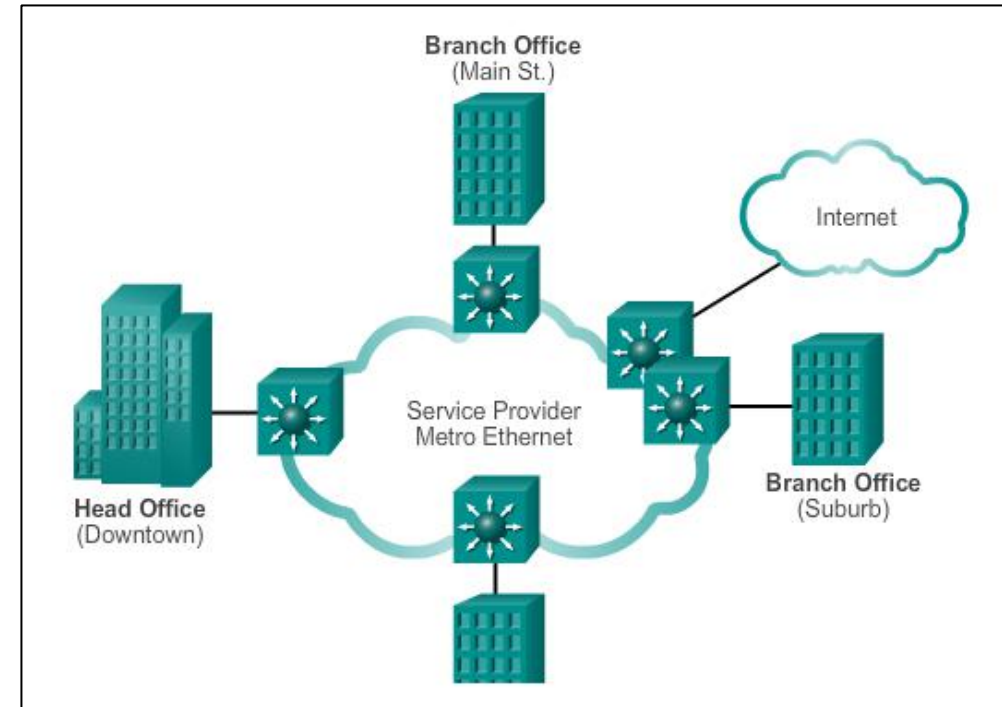 Branch Office
(Main St.)
Internet
Service Provider
Metro Ethernet
Head Office
(Downtown)
Branch Office
(Suburb)